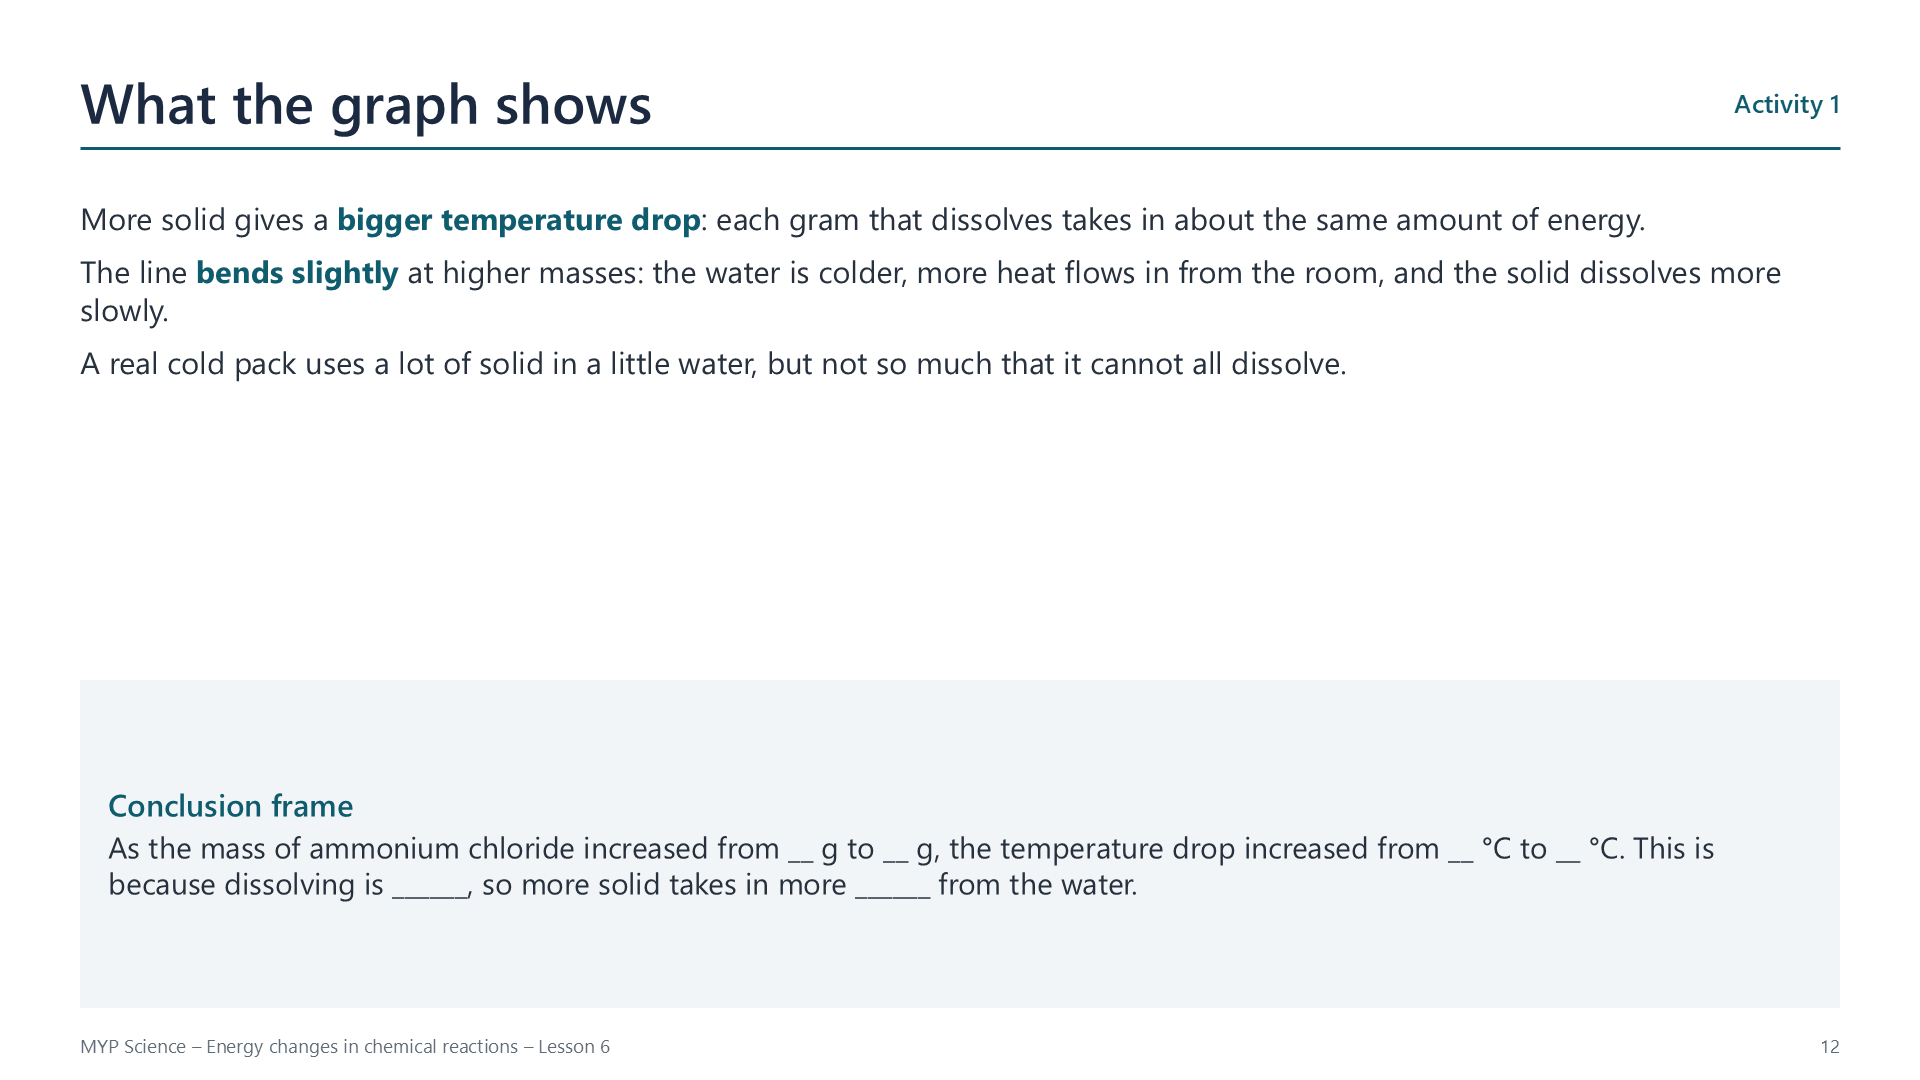 What the graph shows
Activity 1
More solid gives a bigger temperature drop: each gram that dissolves takes in about the same amount of energy.
The line bends slightly at higher masses: the water is colder, more heat flows in from the room, and the solid dissolves more
slowly.
A real cold pack uses a lot of solid in a little water, but not so much that it cannot all dissolve.
Conclusion frame
As the mass of ammonium chloride increased from __ g to __ g, the temperature drop increased from __ °C to __ °C. This is
because dissolving is ______, so more solid takes in more ______ from the water.
MYP Science – Energy changes in chemical reactions – Lesson 6
12